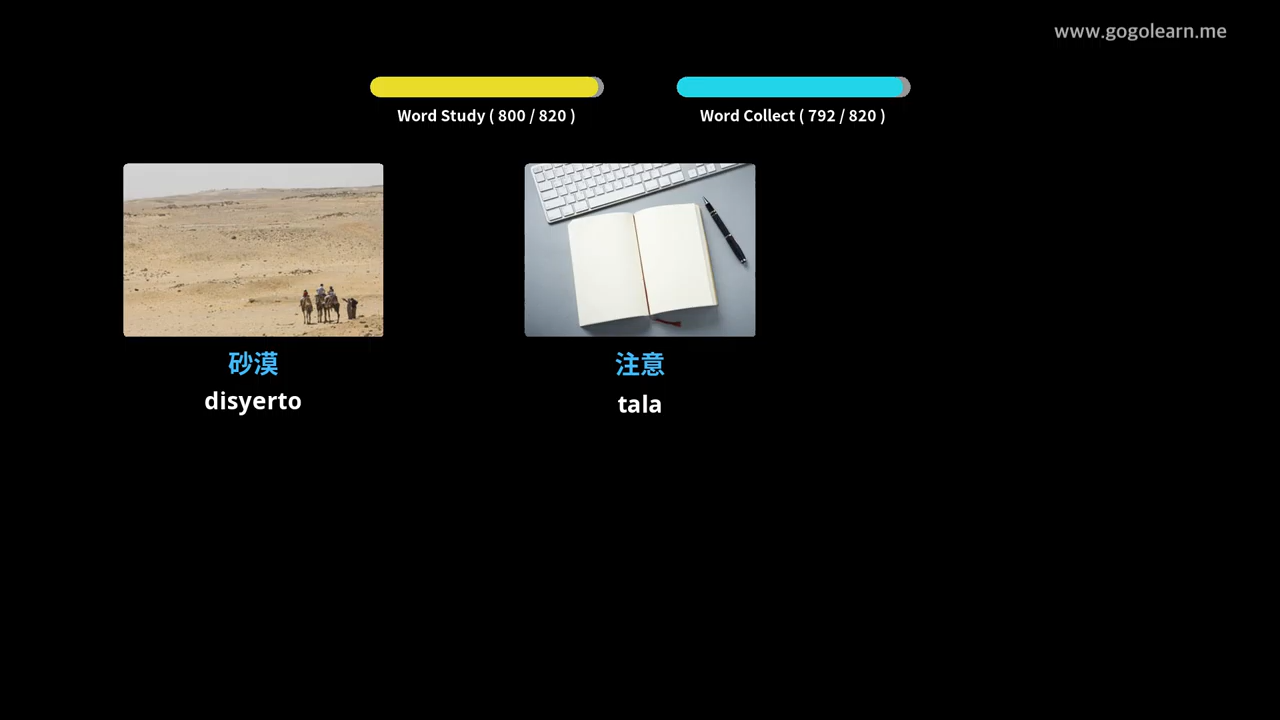 www.gogolearn.me
Word Study ( 800 / 820 )
Word Collect ( 792 / 820 )
砂漠
disyerto
注意
tala